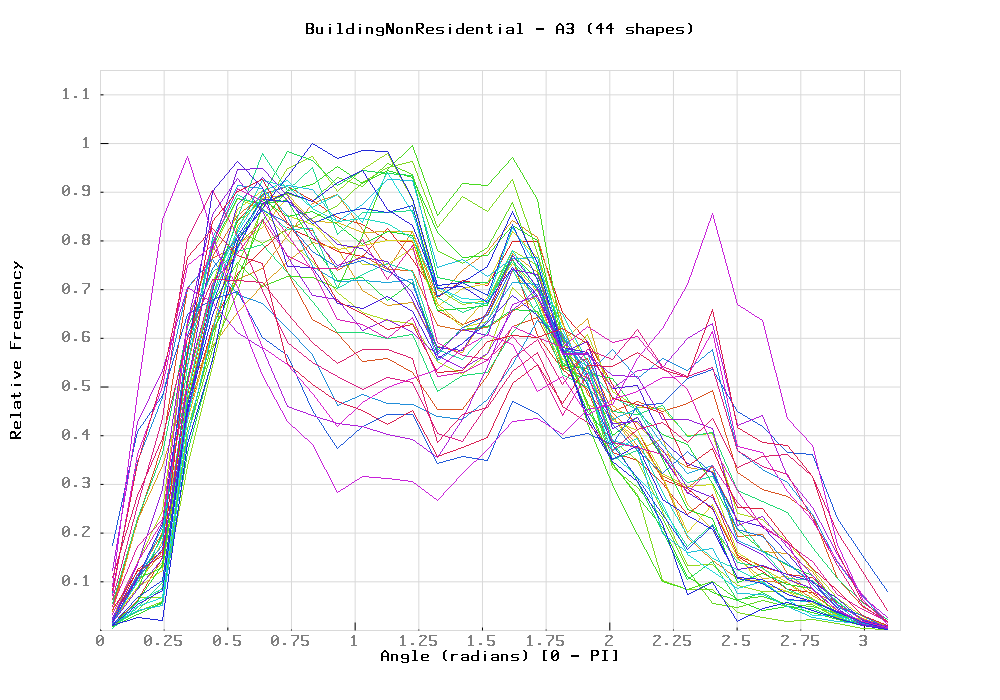 BuildingNonResidential - A3 (44 shapes)
1.1
1
0.9
0.8
0.7
0.6
0.5
0.4
0.3
0.2
0.1
Relative Frequency
0 0.25 0.5 0.75 1 1.25 1.5 1.75 2 2.25 2.5 2.75 3
Angle (radians) [0 - PI]